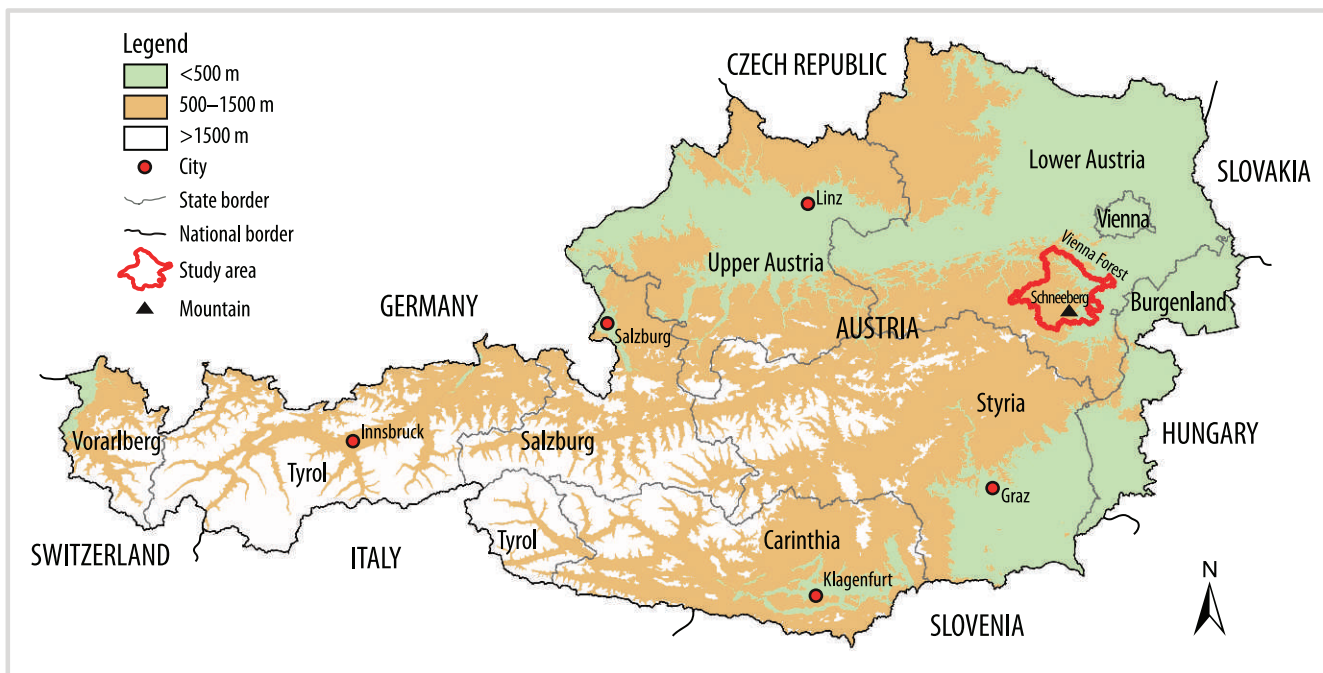 Legend
<500 m
500–1500 m
>1500 m
City
State border
National border
Study area
Mountain
CZECH REPUBLIC
Lower Austria
SLOVAKIA
Linz
Vienna
Vienna Forest
Upper Austria
GERMANY
Schneeberg
Burgenland
Salzburg
AUSTRIA
Styria
Vorarlberg
Innsbruck
Salzburg
HUNGARY
Tyrol
Graz
SWITZERLAND
ITALY
Tyrol
Carinthia
Klagenfurt
SLOVENIA
N